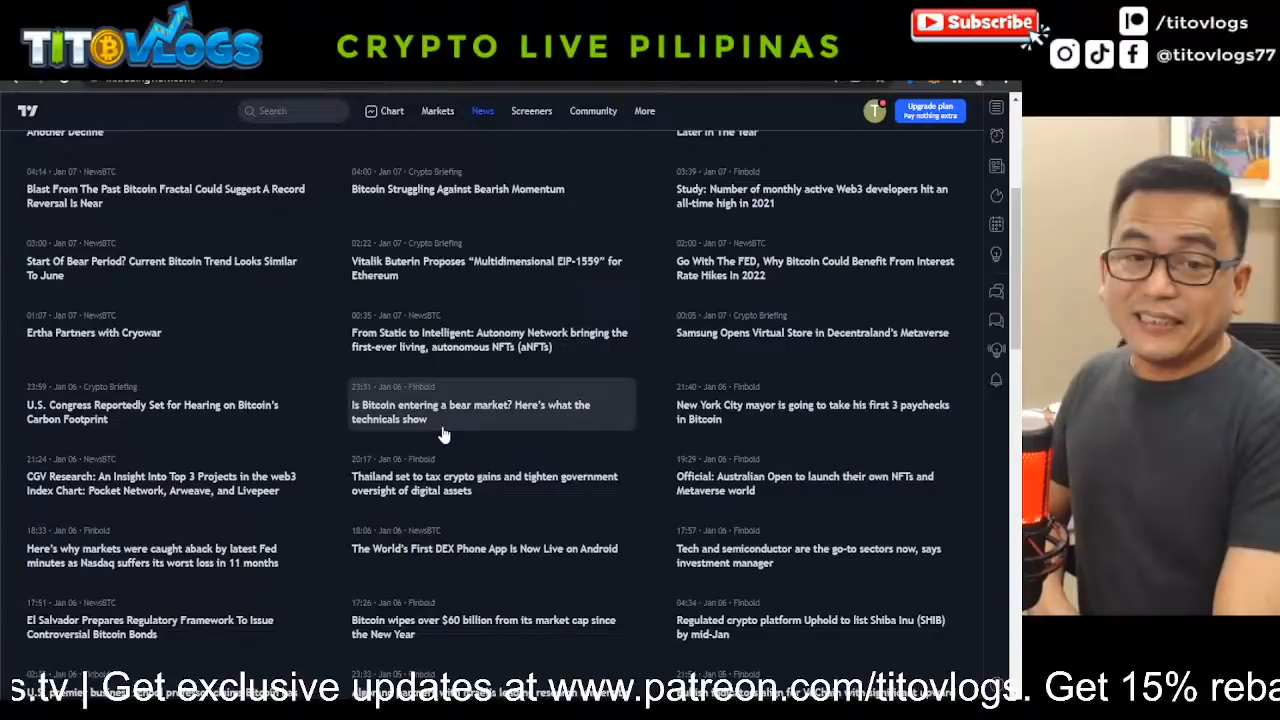 TITOVLOGS
CRYPTO LIVE PILIPINAS
Subscribe
/titovlogs
@titovlogs77
Search
Chart
Markets
News
Screeners
Community
More
T
Upgrade plan
Pay nothing extra
Another Decline
Later In The Year
04:14 · Jan 07 · NewsBTC
Blast From The Past Bitcoin Fractal Could Suggest A Record
Reversal Is Near
04:00 · Jan 07 · Crypto Briefing
Bitcoin Struggling Against Bearish Momentum
03:39 · Jan 07 · Finbold
Study: Number of monthly active Web3 developers hit an
all-time high in 2021
03:00 · Jan 07 · NewsBTC
Start Of Bear Period? Current Bitcoin Trend Looks Similar
To June
02:22 · Jan 07 · Crypto Briefing
Vitalik Buterin Proposes “Multidimensional EIP-1559” for
Ethereum
02:00 · Jan 07 · NewsBTC
Go With The FED, Why Bitcoin Could Benefit From Interest
Rate Hikes In 2022
01:07 · Jan 07 · NewsBTC
Ertha Partners with Cryowar
00:35 · Jan 07 · NewsBTC
From Static to Intelligent: Autonomy Network bringing the
first-ever living, autonomous NFTs (aNFTs)
00:05 · Jan 07 · Crypto Briefing
Samsung Opens Virtual Store in Decentraland's Metaverse
23:59 · Jan 06 · Crypto Briefing
U.S. Congress Reportedly Set for Hearing on Bitcoin's
Carbon Footprint
23:31 · Jan 06 · Finbold
Is Bitcoin entering a bear market? Here's what the
technicals show
21:40 · Jan 06 · Finbold
New York City mayor is going to take his first 3 paychecks
in Bitcoin
21:24 · Jan 06 · NewsBTC
CGV Research: An Insight Into Top 3 Projects in the web3
Index Chart: Pocket Network, Arweave, and Livepeer
20:17 · Jan 06 · Finbold
Thailand set to tax crypto gains and tighten government
oversight of digital assets
19:29 · Jan 06 · Finbold
Official: Australian Open to launch their own NFTs and
Metaverse world
18:33 · Jan 06 · Finbold
Here's why markets were caught aback by latest Fed
minutes as Nasdaq suffers its worst loss in 11 months
18:06 · Jan 06 · NewsBTC
The World's First DEX Phone App Is Now Live on Android
17:57 · Jan 06 · Finbold
Tech and semiconductor are the go-to sectors now, says
investment manager
17:51 · Jan 06 · NewsBTC
El Salvador Prepares Regulatory Framework To Issue
Controversial Bitcoin Bonds
17:26 · Jan 06 · Finbold
Bitcoin wipes over $60 billion from its market cap since
the New Year
04:34 · Jan 06 · Finbold
Regulated crypto platform Uphold to list Shiba Inu (SHIB)
by mid-Jan
s.tv | Get exclusive updates at www.patreon.com/titovlogs. Get 15% reba